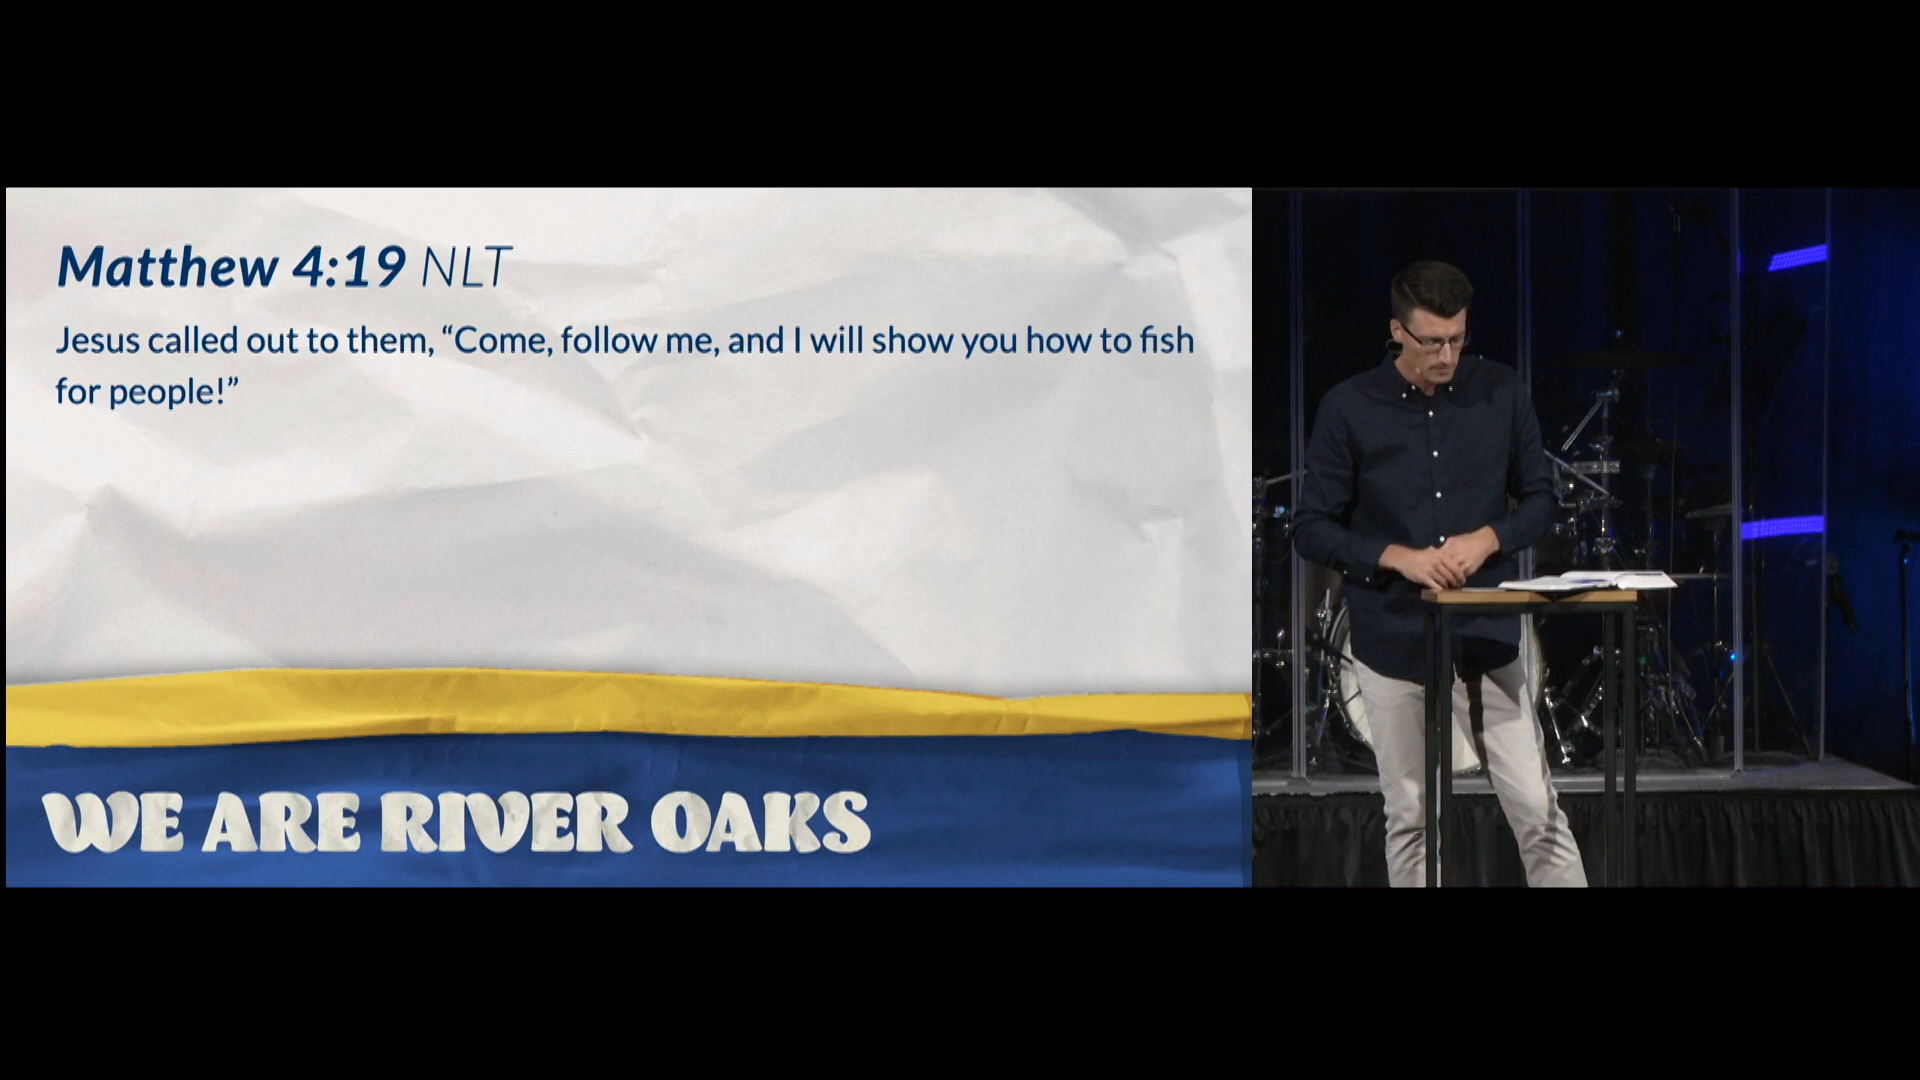 Matthew 4:19 NLT
Jesus called out to them, “Come, follow me, and I will show you how to fish
for people!”
WE ARE RIVER OAKS